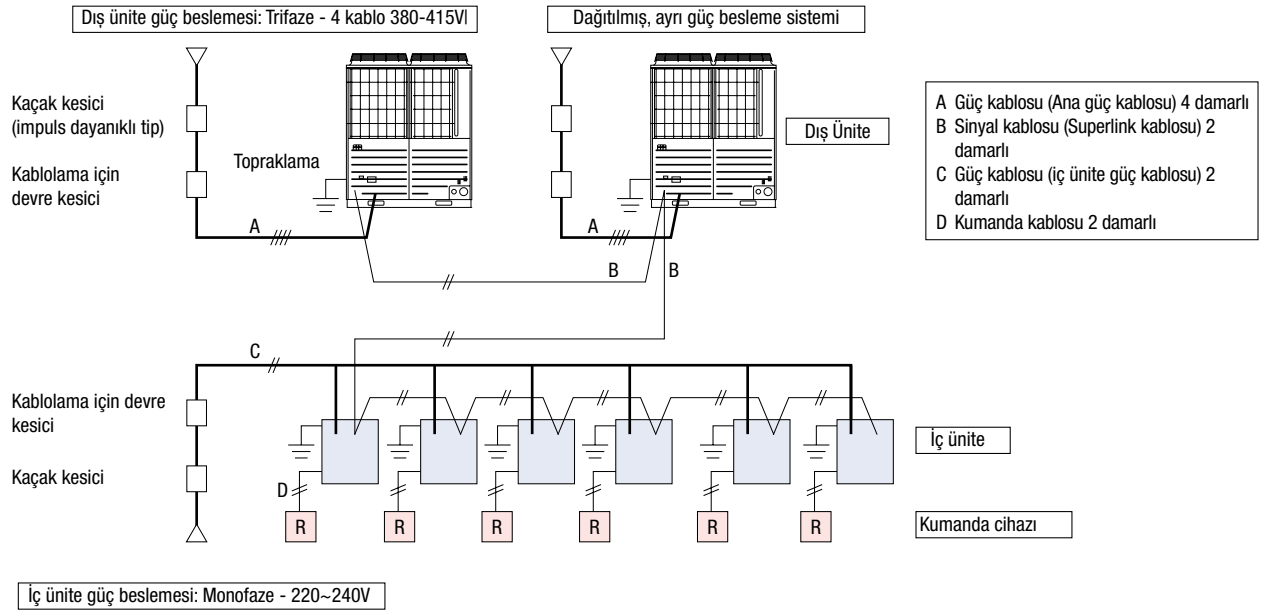 Dış ünite güç beslemesi: Trifaze - 4 kablo 380-415V
Dağıtılmış, ayrı güç besleme sistemi
Kaçak kesici
(impuls dayanıklı tip)
Kablolama için
devre kesici
Topraklama
Dış Ünite
A Güç kablosu (Ana güç kablosu) 4 damarlı
B Sinyal kablosu (Superlink kablosu) 2
damarlı
C Güç kablosu (iç ünite güç kablosu) 2
damarlı
D Kumanda kablosu 2 damarlı
A
A
B
B
C
Kablolama için devre
kesici
Kaçak kesici
İç ünite
D
R
R
R
R
R
R
Kumanda cihazı
İç ünite güç beslemesi: Monofaze - 220~240V